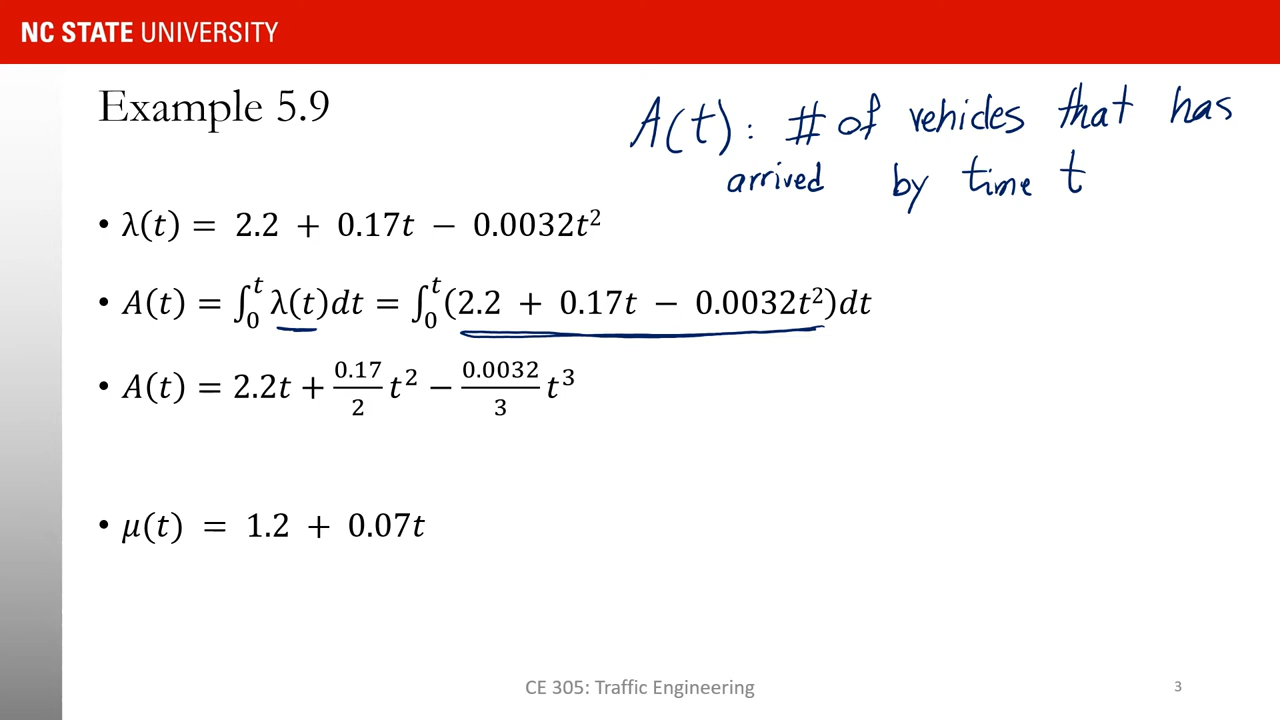 NC STATE UNIVERSITY
Example 5.9
A(t): # of vehicles that has
arrived by time t
• λ(t) = 2.2 + 0.17t − 0.0032t²
• A(t) = ∫₀ᵗ λ(t)dt = ∫₀ᵗ (2.2 + 0.17t − 0.0032t²)dt
• A(t) = 2.2t + 0.17/2 t² − 0.0032/3 t³
• μ(t) = 1.2 + 0.07t
CE 305: Traffic Engineering
3